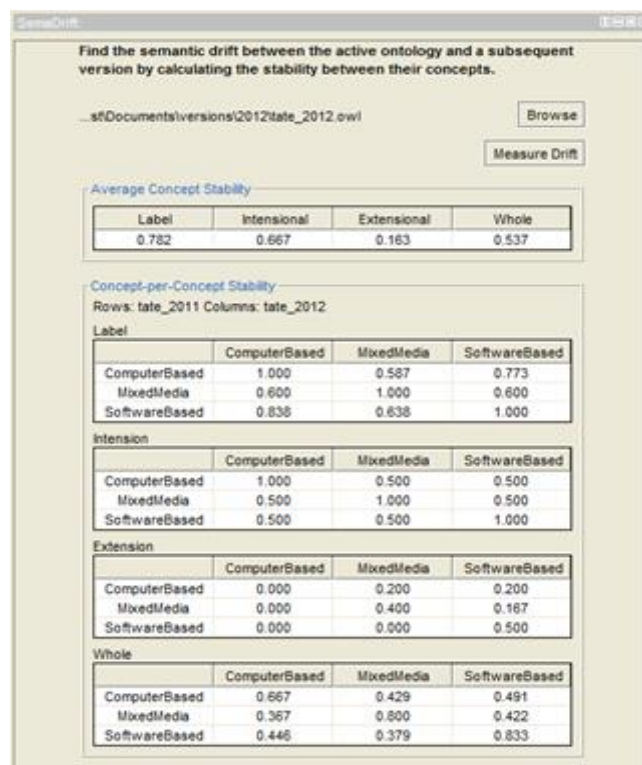 SemaDrift:
Find the semantic drift between the active ontology and a subsequent
version by calculating the stability between their concepts.
...st\Documents\versions\2012\tate_2012.owl Browse
Measure Drift
Average Concept Stability
Label Intensional Extensional Whole
0.782 0.667 0.163 0.537
Concept-per-Concept Stability
Rows: tate_2011 Columns: tate_2012
Label
ComputerBased MixedMedia SoftwareBased
ComputerBased 1.000 0.587 0.773
MixedMedia 0.600 1.000 0.600
SoftwareBased 0.838 0.638 1.000
Intension
ComputerBased MixedMedia SoftwareBased
ComputerBased 1.000 0.500 0.500
MixedMedia 0.500 1.000 0.500
SoftwareBased 0.500 0.500 1.000
Extension
ComputerBased MixedMedia SoftwareBased
ComputerBased 0.000 0.200 0.200
MixedMedia 0.000 0.400 0.167
SoftwareBased 0.000 0.000 0.500
Whole
ComputerBased MixedMedia SoftwareBased
ComputerBased 0.667 0.429 0.491
MixedMedia 0.367 0.800 0.422
SoftwareBased 0.446 0.379 0.833